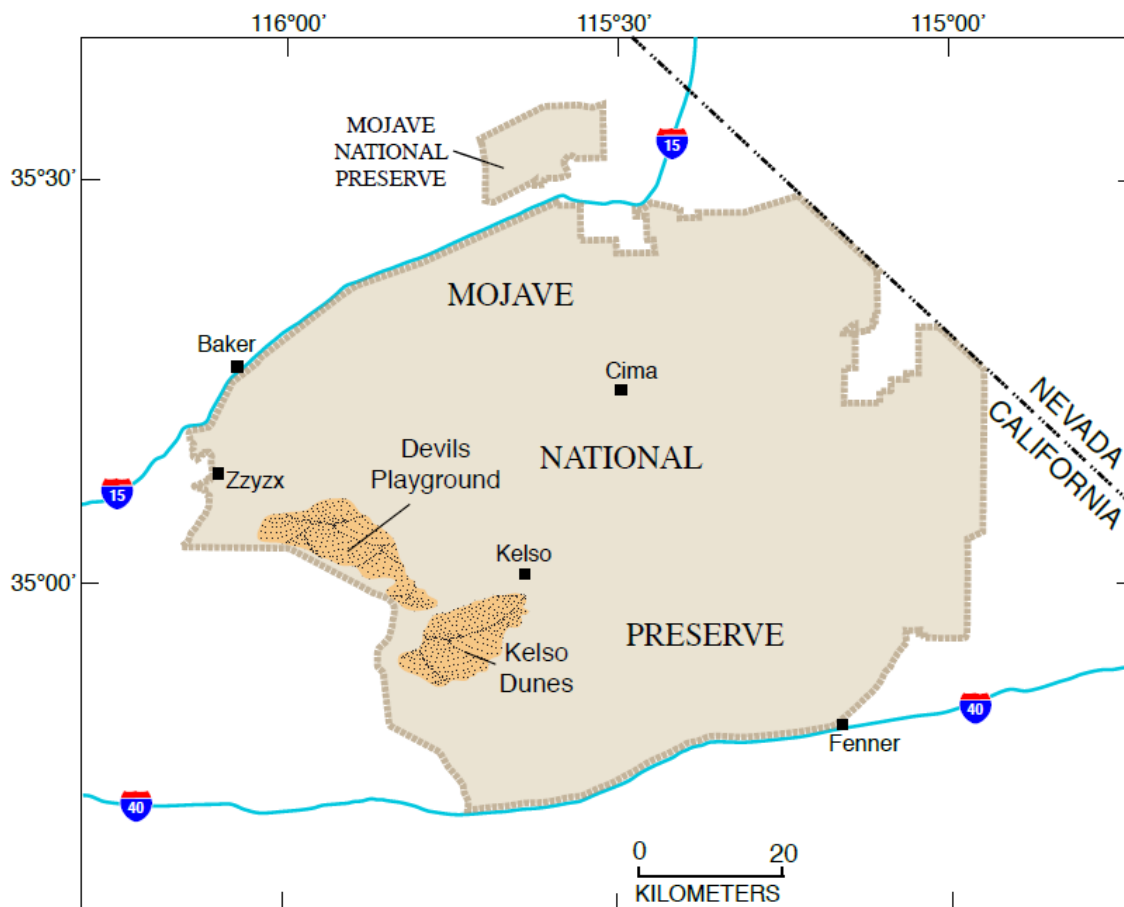 116°00'
115°30'
115°00'
MOJAVE
NATIONAL
PRESERVE
15
35°30'
MOJAVE
Baker
Cima
NEVADA
CALIFORNIA
Devils
Playground
NATIONAL
Zzyzx
15
Kelso
35°00'
PRESERVE
Kelso
Dunes
40
Fenner
40
0
20
KILOMETERS